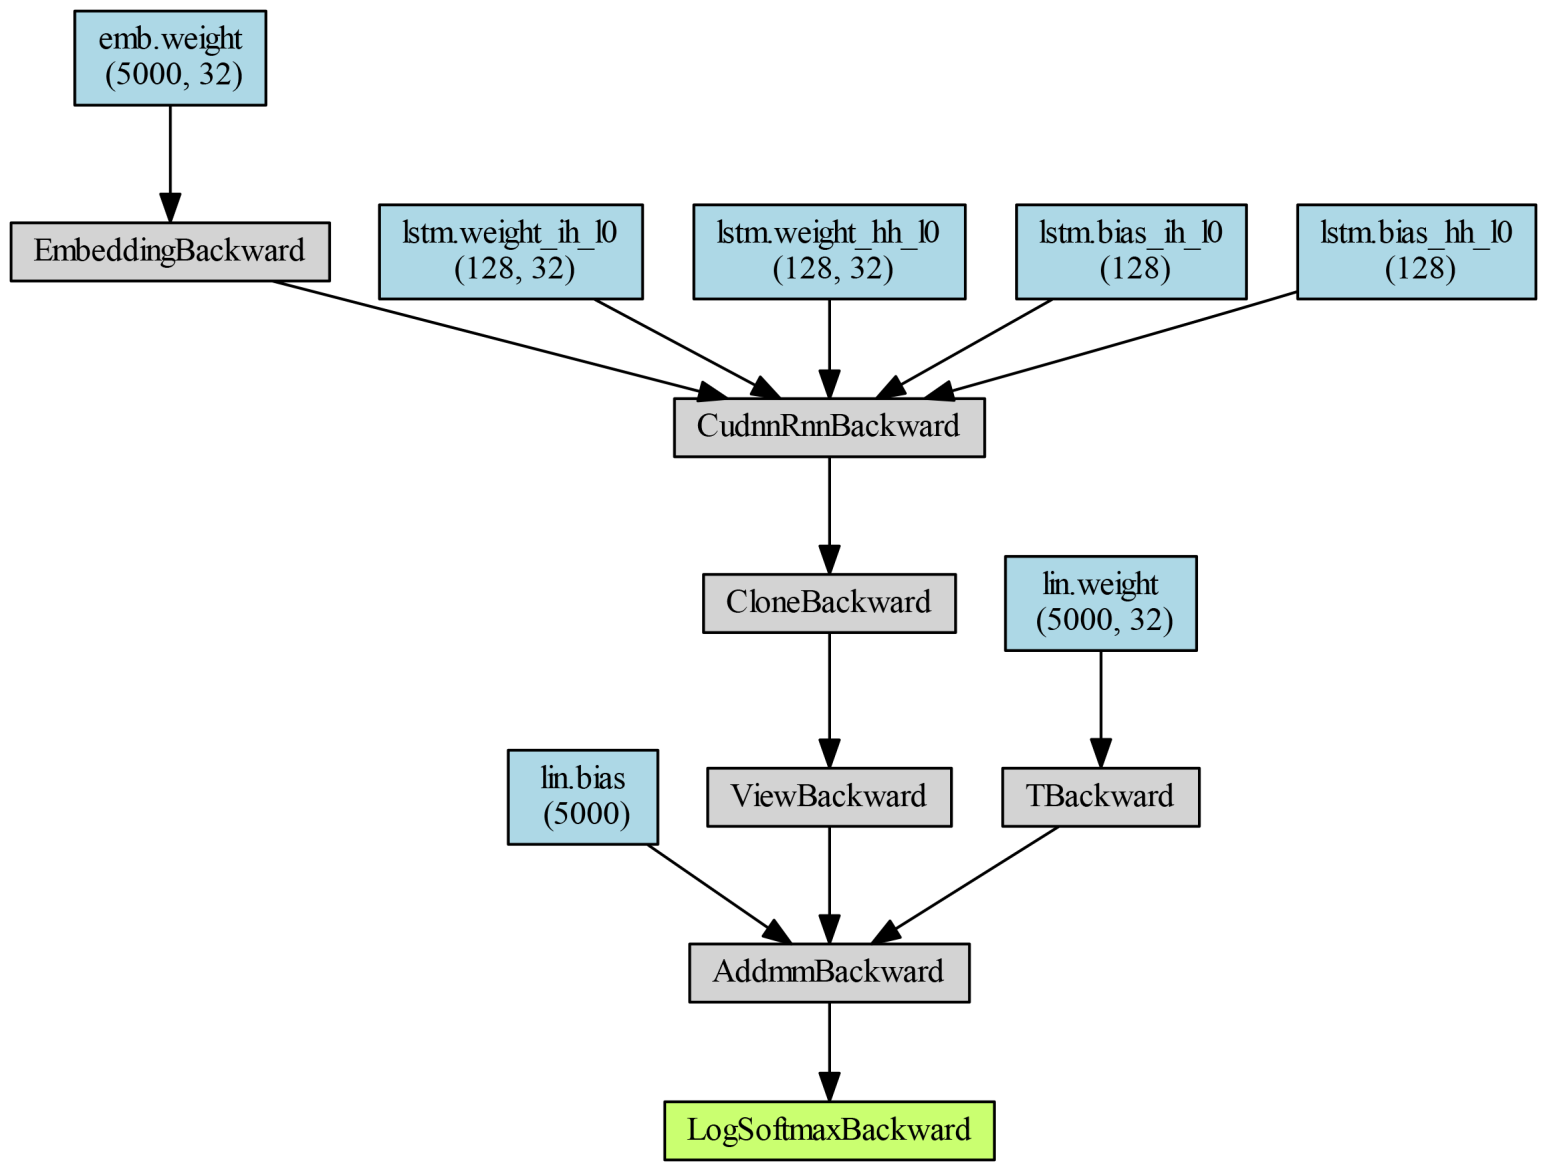 emb.weight
(5000, 32)
EmbeddingBackward
lstm.weight_ih_l0
(128, 32)
lstm.weight_hh_l0
(128, 32)
lstm.bias_ih_l0
(128)
lstm.bias_hh_l0
(128)
CudnnRnnBackward
CloneBackward
lin.weight
(5000, 32)
lin.bias
(5000)
ViewBackward
TBackward
AddmmBackward
LogSoftmaxBackward